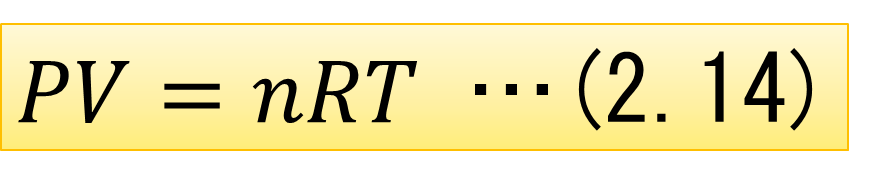 PV = nRT ⋯(2.14)